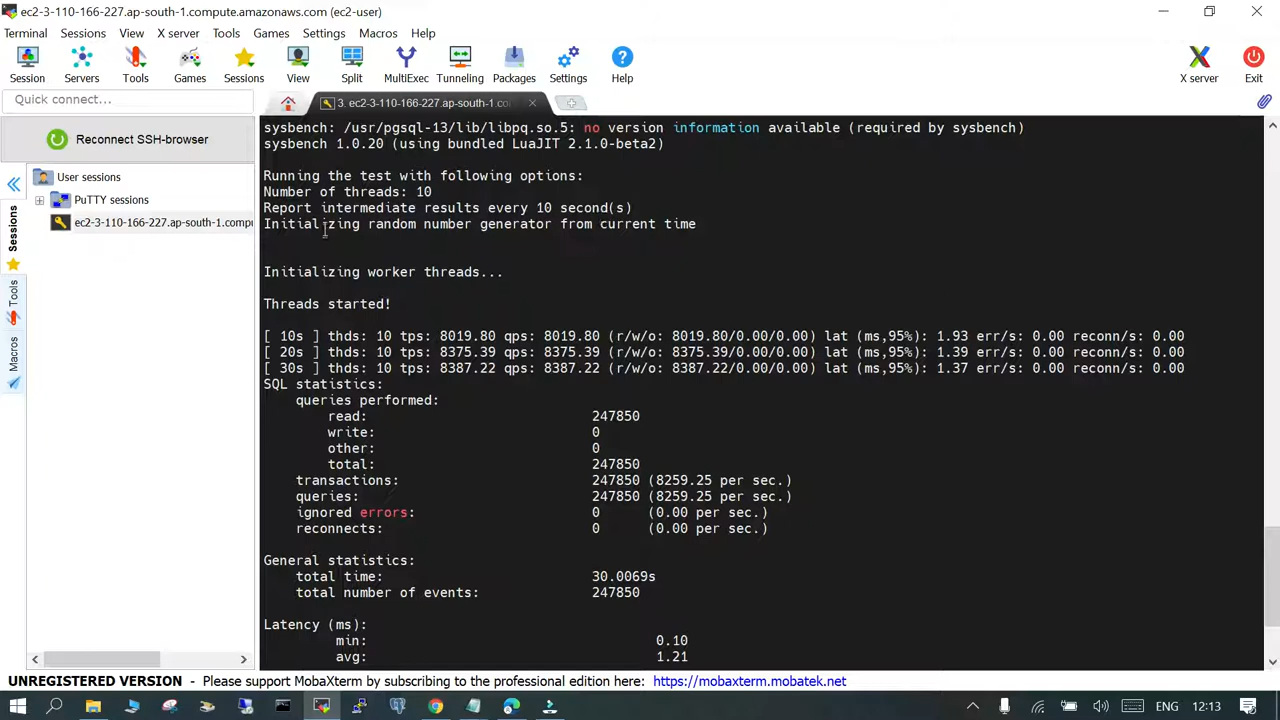 ec2-3-110-166-227.ap-south-1.compute.amazonaws.com (ec2-user)
Terminal Sessions View X server Tools Games Settings Macros Help
Session Servers Tools Games Sessions View Split MultiExec Tunneling Packages Settings Help X server Exit
Quick connect...
3. ec2-3-110-166-227.ap-south-1.co
Reconnect SSH-browser
User sessions
PuTTY sessions
ec2-3-110-166-227.ap-south-1.compu
Sessions
Tools
Macros
sysbench: /usr/pgsql-13/lib/libpq.so.5: no version information available (required by sysbench)
sysbench 1.0.20 (using bundled LuaJIT 2.1.0-beta2)
Running the test with following options:
Number of threads: 10
Report intermediate results every 10 second(s)
Initializing random number generator from current time
Initializing worker threads...
Threads started!
[ 10s ] thds: 10 tps: 8019.80 qps: 8019.80 (r/w/o: 8019.80/0.00/0.00) lat (ms,95%): 1.93 err/s: 0.00 reconn/s: 0.00
[ 20s ] thds: 10 tps: 8375.39 qps: 8375.39 (r/w/o: 8375.39/0.00/0.00) lat (ms,95%): 1.39 err/s: 0.00 reconn/s: 0.00
[ 30s ] thds: 10 tps: 8387.22 qps: 8387.22 (r/w/o: 8387.22/0.00/0.00) lat (ms,95%): 1.37 err/s: 0.00 reconn/s: 0.00
SQL statistics:
queries performed:
read: 247850
write: 0
other: 0
total: 247850
transactions: 247850 (8259.25 per sec.)
queries: 247850 (8259.25 per sec.)
ignored errors: 0 (0.00 per sec.)
reconnects: 0 (0.00 per sec.)
General statistics:
total time: 30.0069s
total number of events: 247850
Latency (ms):
min: 0.10
avg: 1.21
UNREGISTERED VERSION - Please support MobaXterm by subscribing to the professional edition here: https://mobaxterm.mobatek.net
ENG 12:13